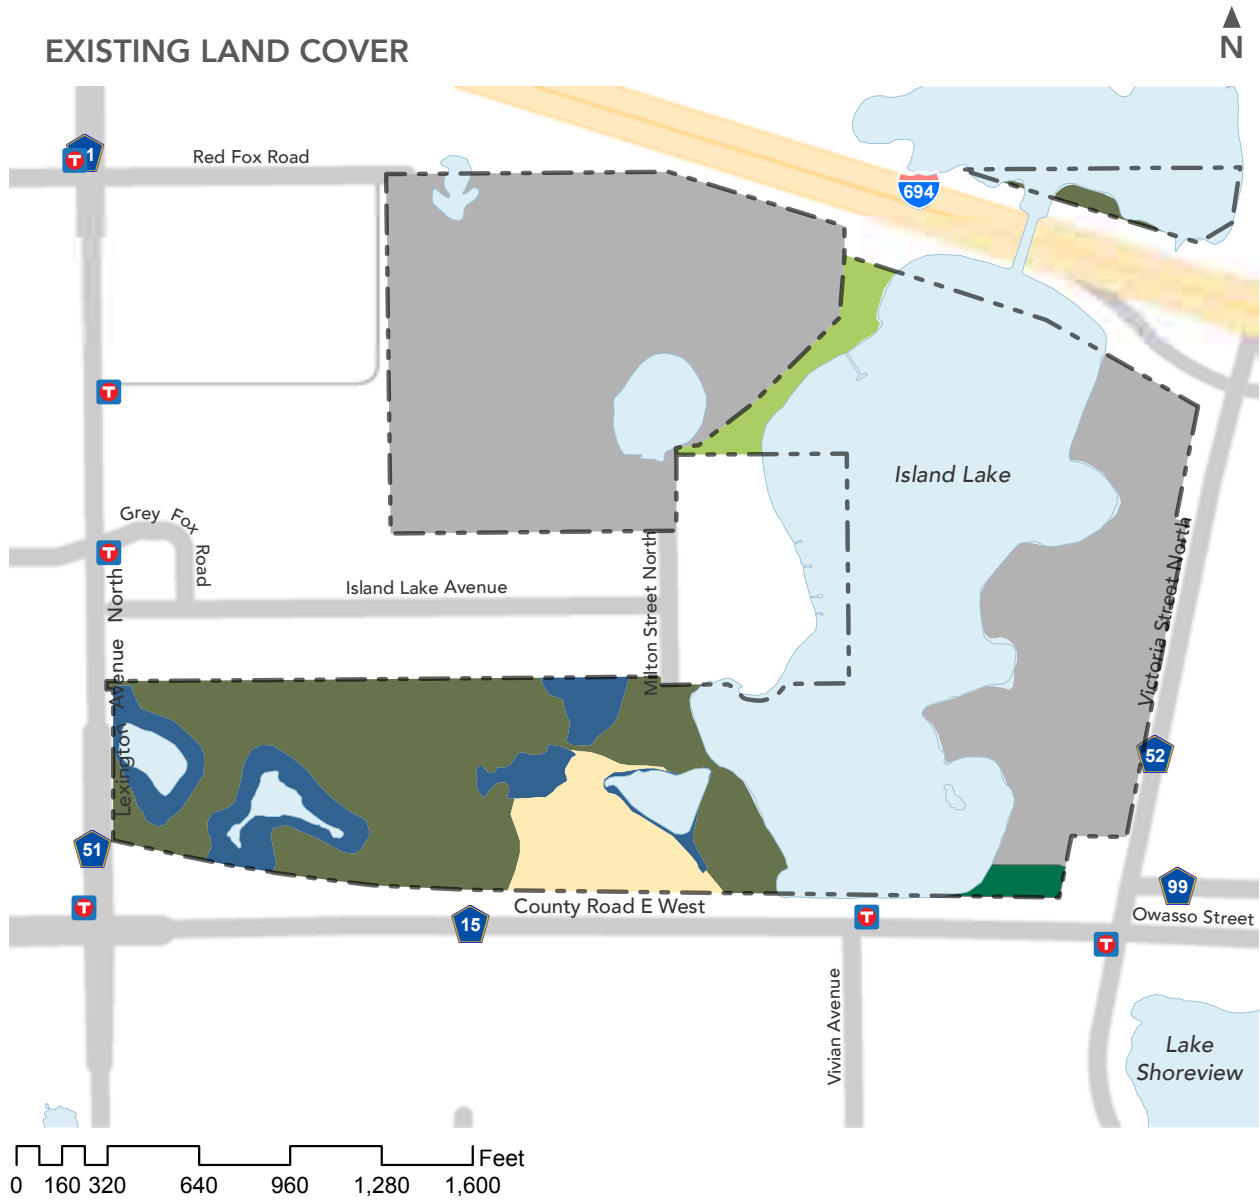 N
EXISTING LAND COVER
T 1
Red Fox Road
694
T
Island Lake
Grey Fox Road
T
Island Lake Avenue
Lexington Avenue North
Milton Street North
Victoria Street North
52
51
T
15
County Road E West
T
99
Owasso Street
T
Vivian Avenue
Lake
Shoreview
Feet
0 160 320 640 960 1,280 1,600